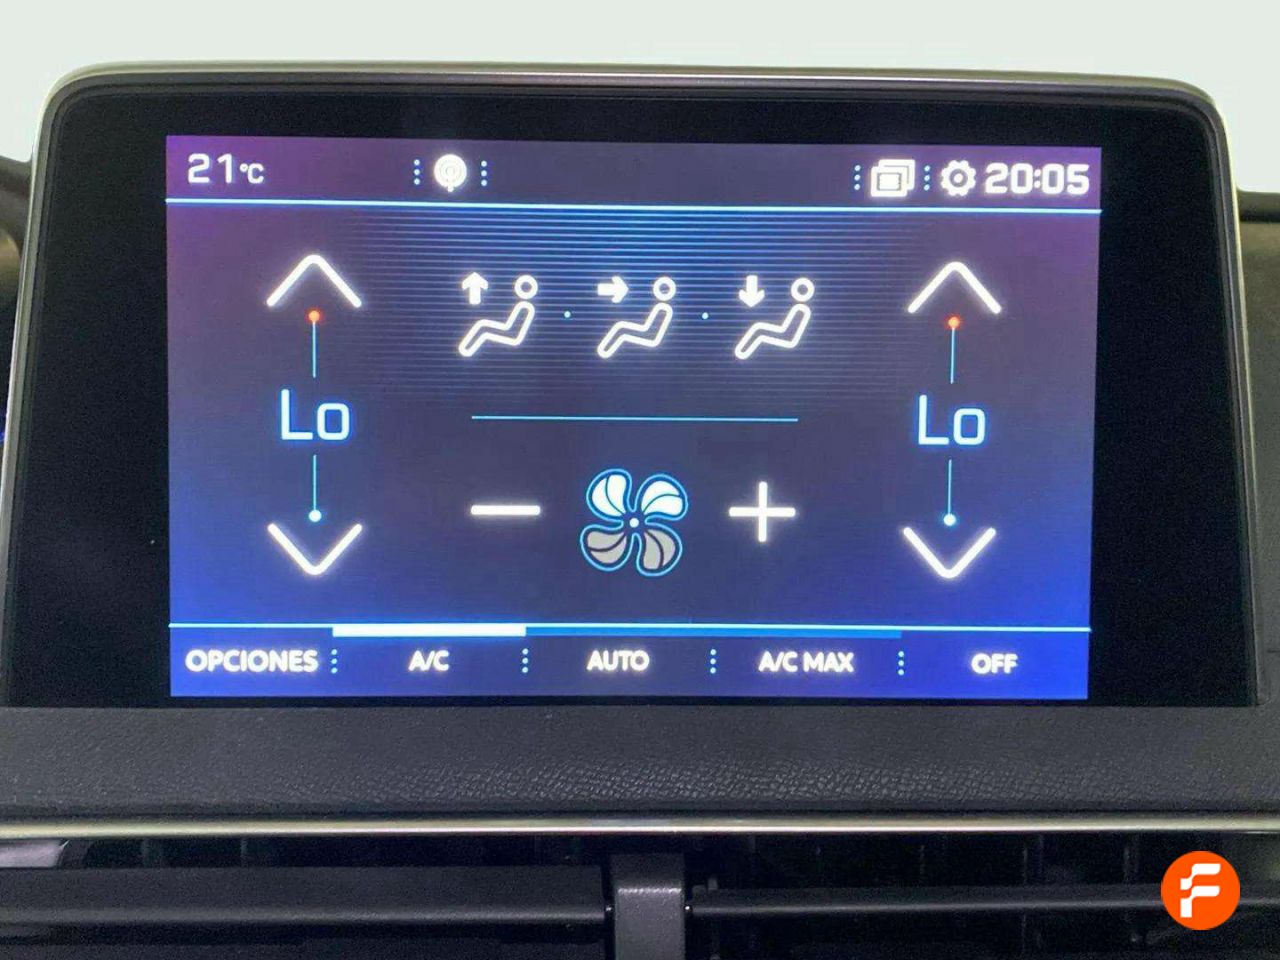 21°C
20:05
Lo
Lo
OPCIONES
A/C
AUTO
A/C MAX
OFF